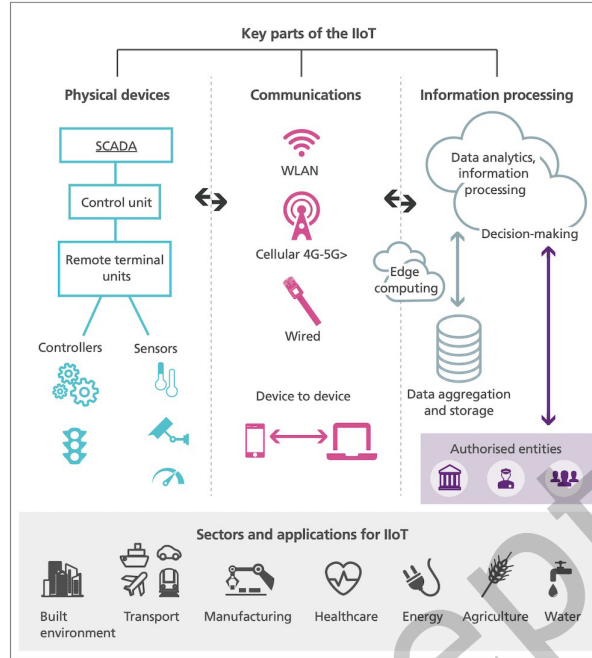 Key parts of the IIoT
Physical devices
Communications
Information processing
SCADA
Control unit
Remote terminal
units
Controllers
Sensors
WLAN
Cellular 4G-5G>
Wired
Device to device
Data analytics,
information
processing
Decision-making
Edge
computing
Data aggregation
and storage
Authorised entities
Sectors and applications for IIoT
Built
environment
Transport
Manufacturing
Healthcare
Energy
Agriculture
Water